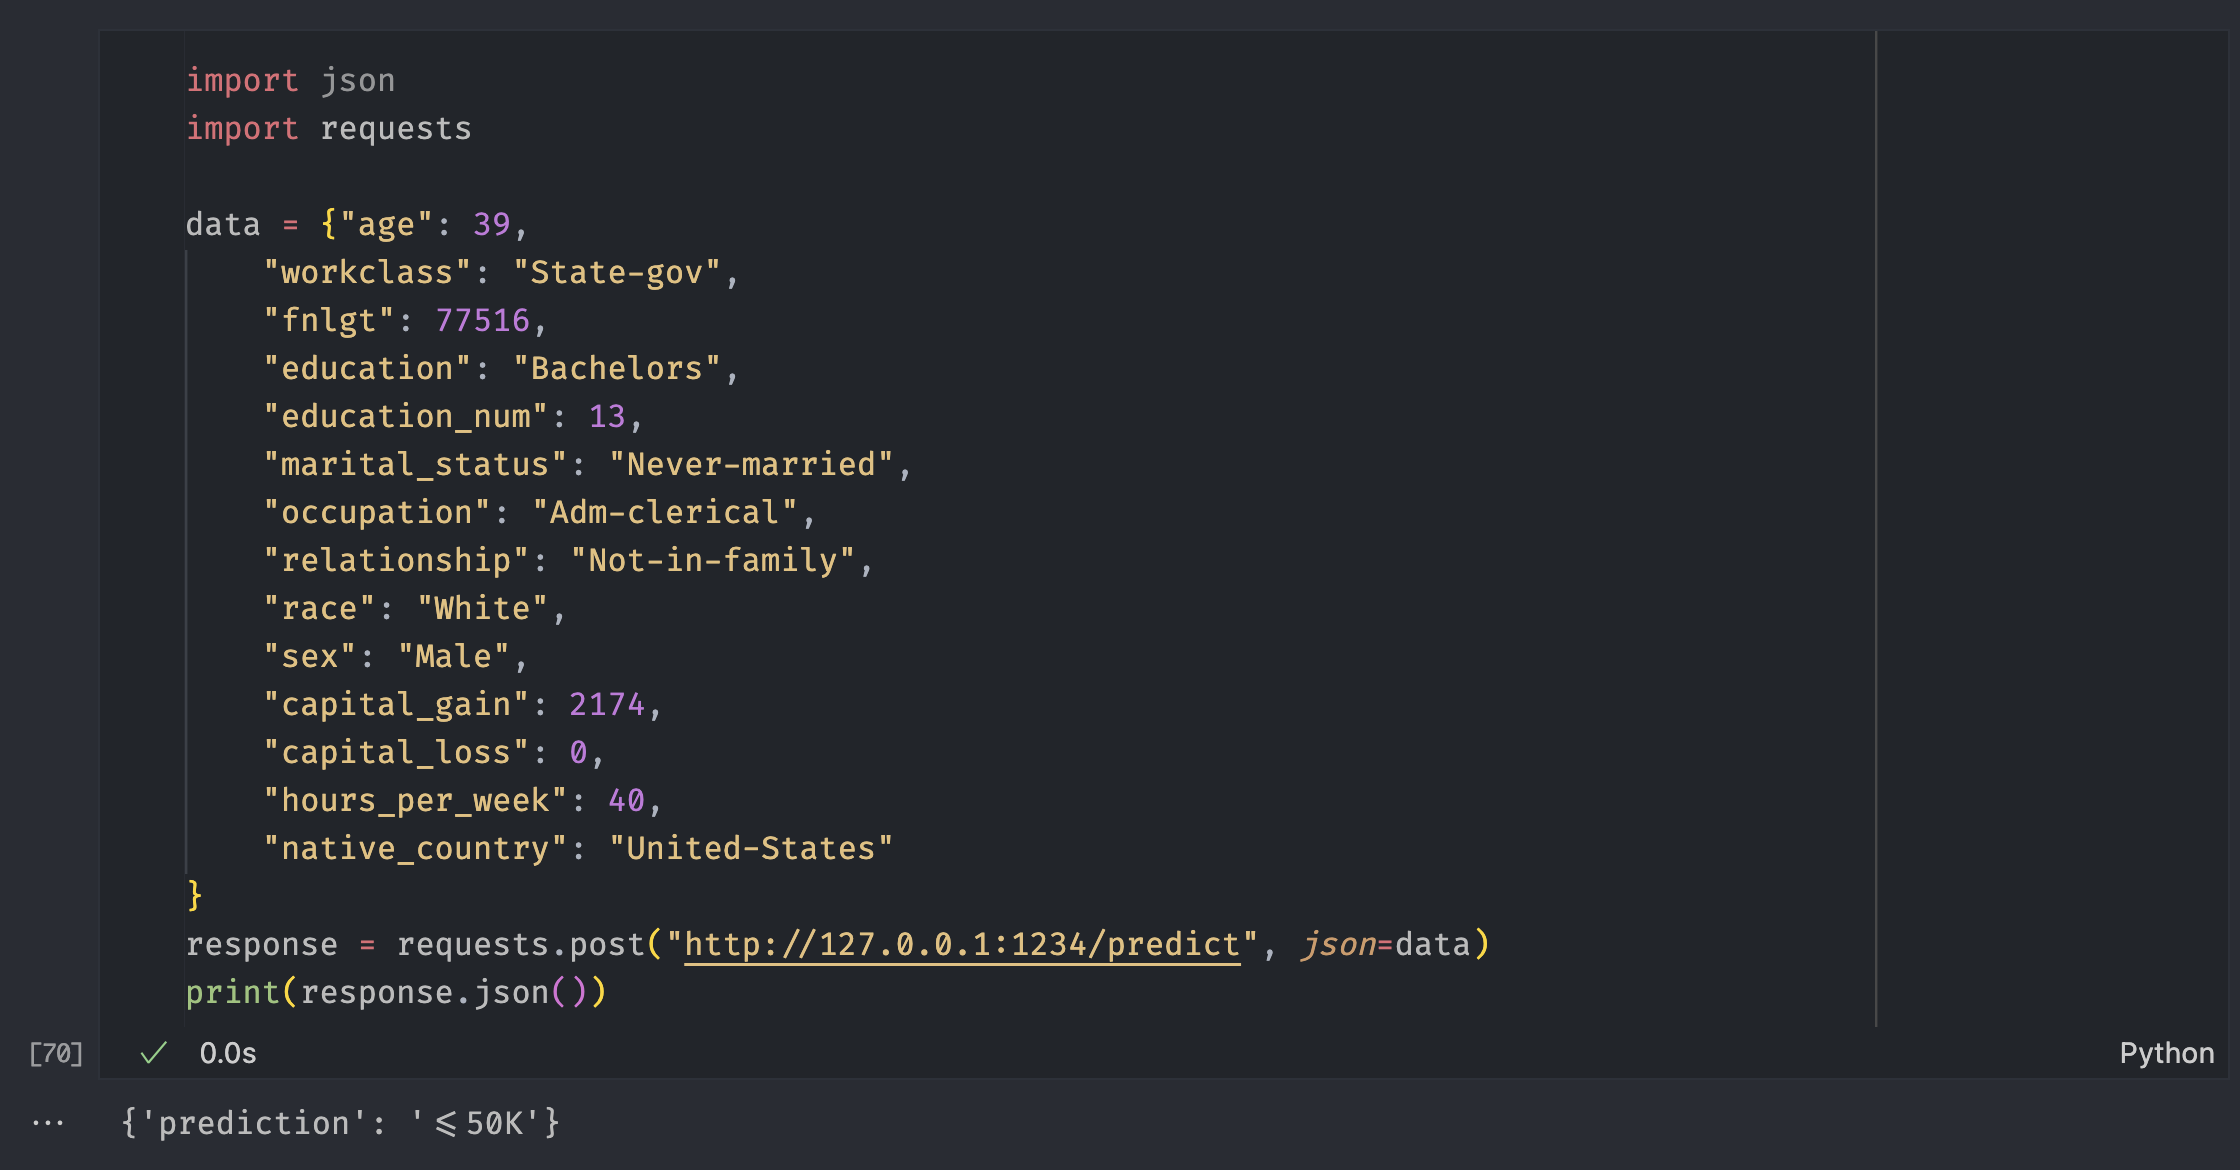 import json
import requests
data = {"age": 39,
"workclass": "State-gov",
"fnlgt": 77516,
"education": "Bachelors",
"education_num": 13,
"marital_status": "Never-married",
"occupation": "Adm-clerical",
"relationship": "Not-in-family",
"race": "White",
"sex": "Male",
"capital_gain": 2174,
"capital_loss": 0,
"hours_per_week": 40,
"native_country": "United-States"
}
response = requests.post("http://127.0.0.1:1234/predict", json=data)
print(response.json())
[70] ✓ 0.0s Python
... {'prediction': '<=50K'}